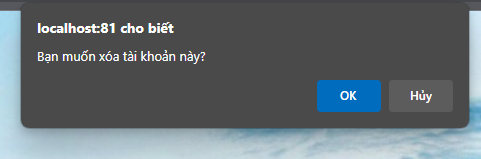 localhost:81 cho biết
Bạn muốn xóa tài khoản này?
OK
Hủy